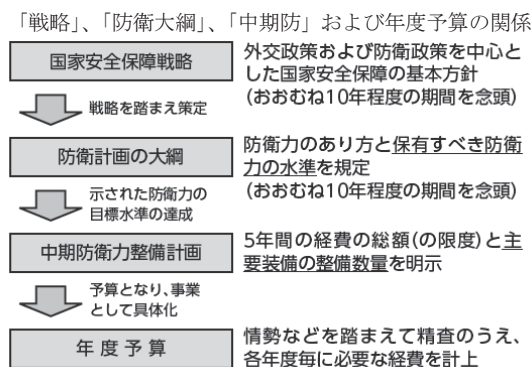 「戦略」、「防衛大綱」、「中期防」および年度予算の関係
国家安全保障戦略
外交政策および防衛政策を中心と
した国家安全保障の基本方針
(おおむね10年程度の期間を念頭)
戦略を踏まえ策定
防衛計画の大綱
防衛力のあり方と保有すべき防衛
力の水準を規定
(おおむね10年程度の期間を念頭)
示された防衛力の
目標水準の達成
中期防衛力整備計画
5年間の経費の総額(の限度)と主
要装備の整備数量を明示
予算となり、事業
として具体化
年度予算
情勢などを踏まえて精査のうえ、
各年度毎に必要な経費を計上